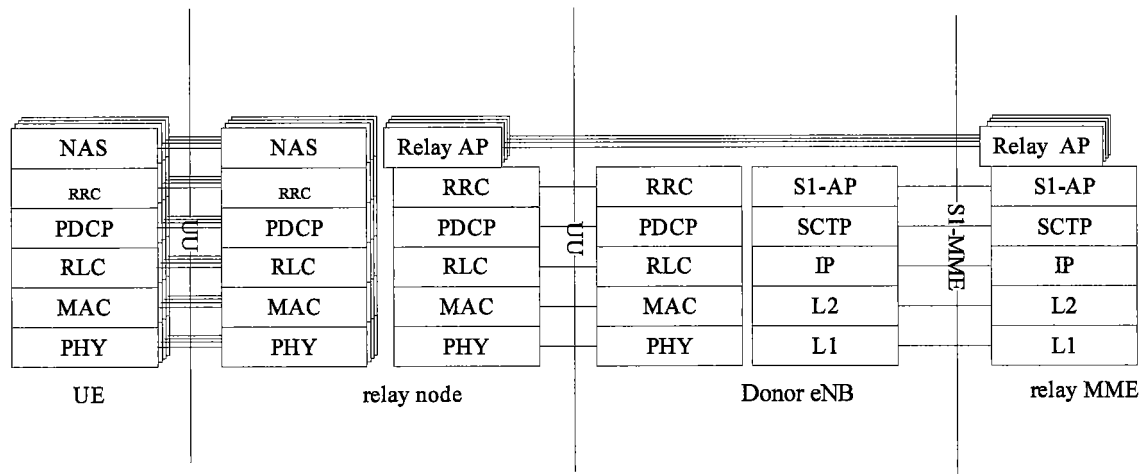 NAS NAS Relay AP Relay AP
RRC RRC RRC RRC S1-AP S1-AP
PDCP PDCP PDCP PDCP SCTP SCTP
UU UU S1-MME
RLC RLC RLC RLC IP IP
MAC MAC MAC MAC L2 L2
PHY PHY PHY PHY L1 L1
UE relay node Donor eNB relay MME